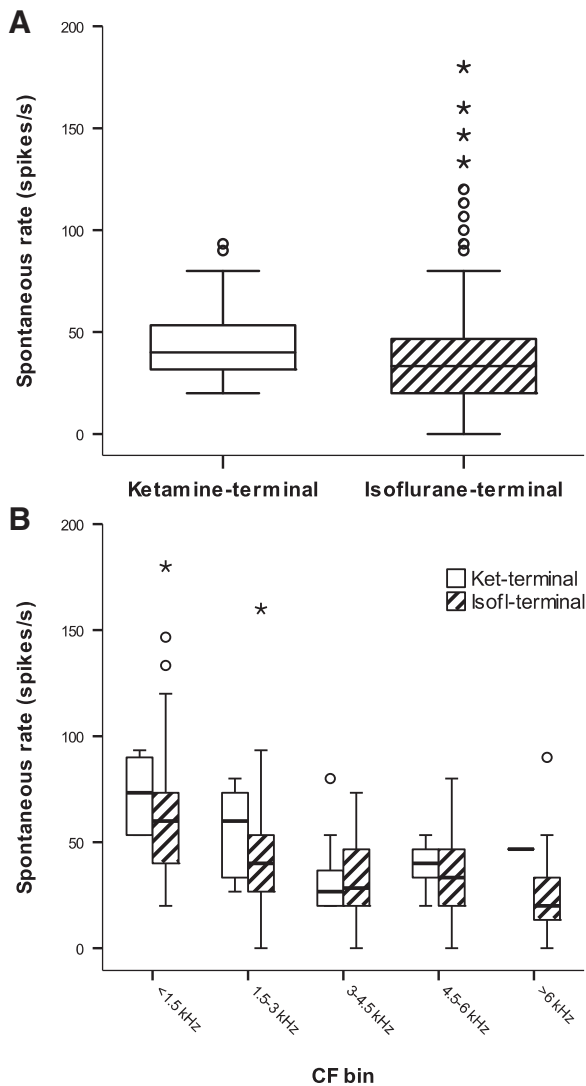 A
Spontaneous rate (spikes/s)
200
150
100
50
0
Ketamine-terminal
Isoflurane-terminal
B
Spontaneous rate (spikes/s)
200
150
100
50
0
Ket-terminal
Isofl-terminal
<1.5 kHz
1.5-3 kHz
3-4.5 kHz
4.5-6 kHz
>6 kHz
CF bin